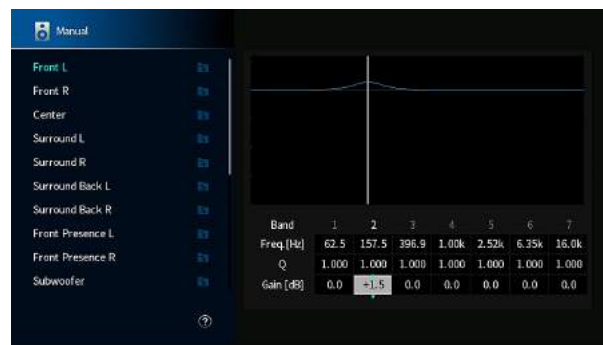 Manual
Front L
Front R
Center
Surround L
Surround R
Surround Back L
Surround Back R
Front Presence L
Front Presence R
Subwoofer
Band 1 2 3 4 5 6 7
Freq.[Hz] 62.5 157.5 396.9 1.00k 2.52k 6.35k 16.0k
Q 1.000 1.000 1.000 1.000 1.000 1.000 1.000
Gain [dB] 0.0 +1.5 0.0 0.0 0.0 0.0 0.0
?